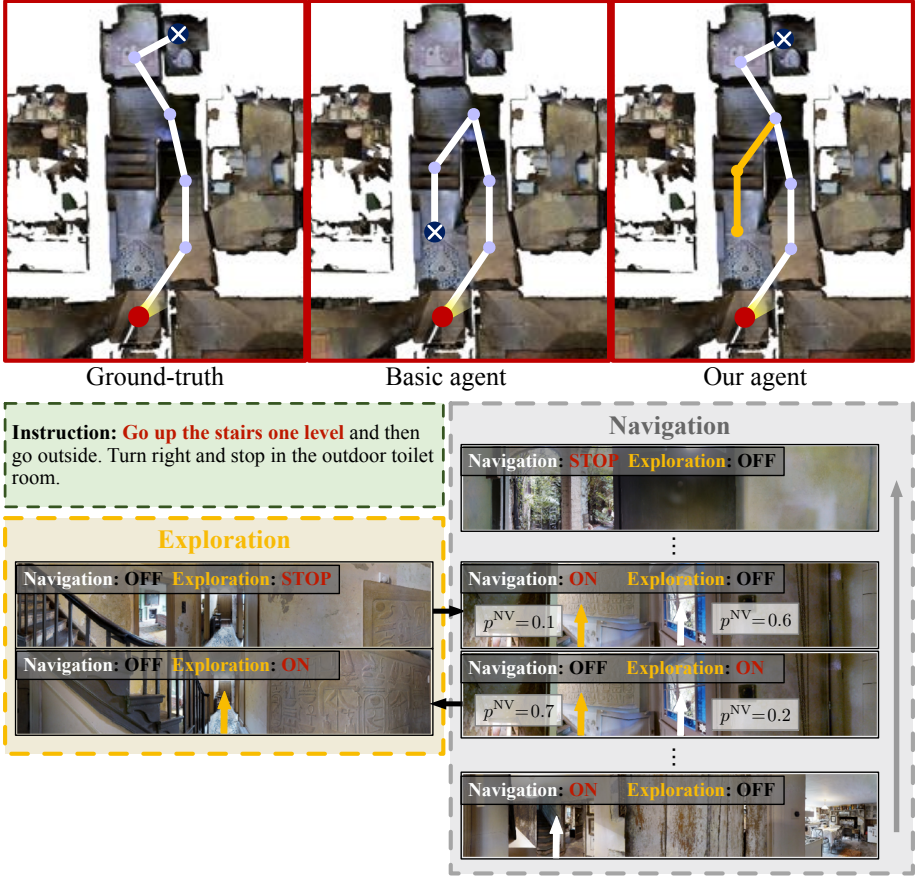 Ground-truth
Basic agent
Our agent
Instruction: Go up the stairs one level and then
go outside. Turn right and stop in the outdoor toilet
room.
Exploration
Navigation: OFF Exploration: STOP
Navigation: OFF Exploration: ON
Navigation
Navigation: STOP Exploration: OFF
⋮
Navigation: ON Exploration: OFF
p^NV=0.1
p^NV=0.6
Navigation: OFF Exploration: ON
p^NV=0.7
p^NV=0.2
⋮
Navigation: ON Exploration: OFF